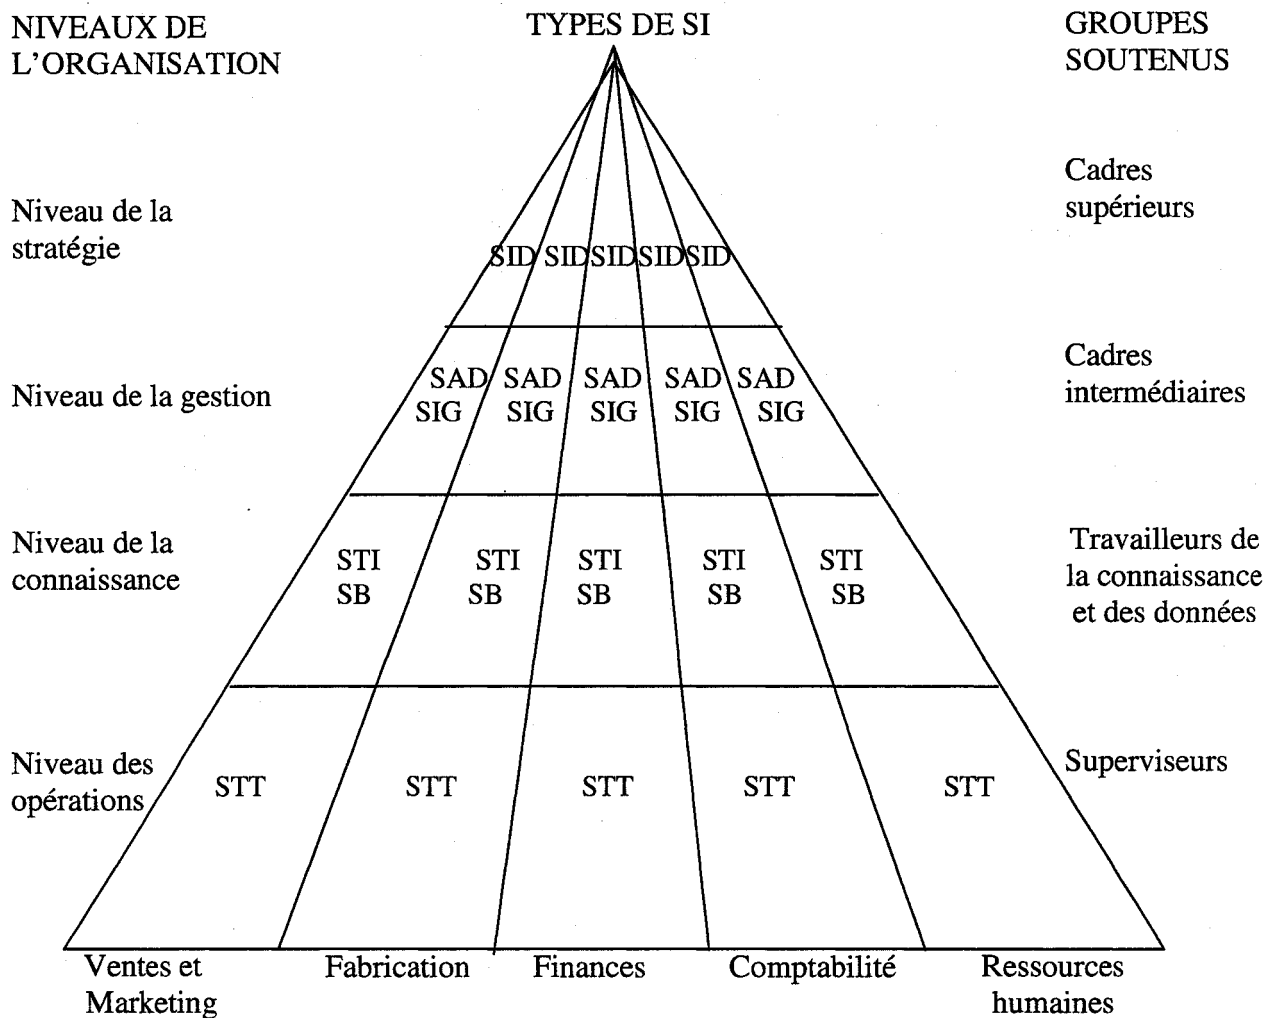 NIVEAUX DE
L'ORGANISATION
TYPES DE SI
GROUPES
SOUTENUS
Niveau de la
stratégie
SID SID SID SID SID
Cadres
supérieurs
Niveau de la gestion
SAD SAD SAD SAD SAD
SIG SIG SIG SIG SIG
Cadres
intermédiaires
Niveau de la
connaissance
STI STI STI STI STI
SB SB SB SB SB
Travailleurs de
la connaissance
et des données
Niveau des
opérations
STT STT STT STT STT
Superviseurs
Ventes et
Marketing
Fabrication
Finances
Comptabilité
Ressources
humaines